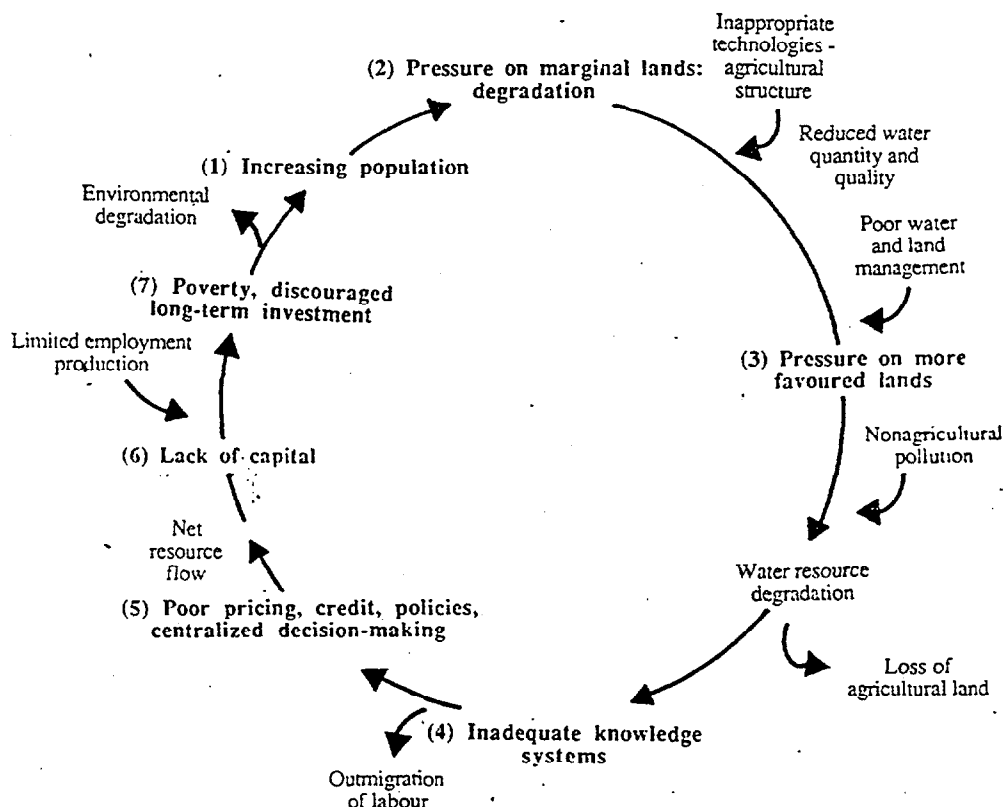 Inappropriate
technologies -
agricultural
structure
(2) Pressure on marginal lands:
degradation
Reduced water
quantity and
quality
(1) Increasing population
Environmental
degradation
Poor water
and land
management
(7) Poverty, discouraged
long-term investment
Limited employment
production
(3) Pressure on more
favoured lands
Nonagricultural
pollution
(6) Lack of capital
Net
resource
flow
Water resource
degradation
(5) Poor pricing, credit, policies,
centralized decision-making
Loss of
agricultural land
(4) Inadequate knowledge
systems
Outmigration
of labour